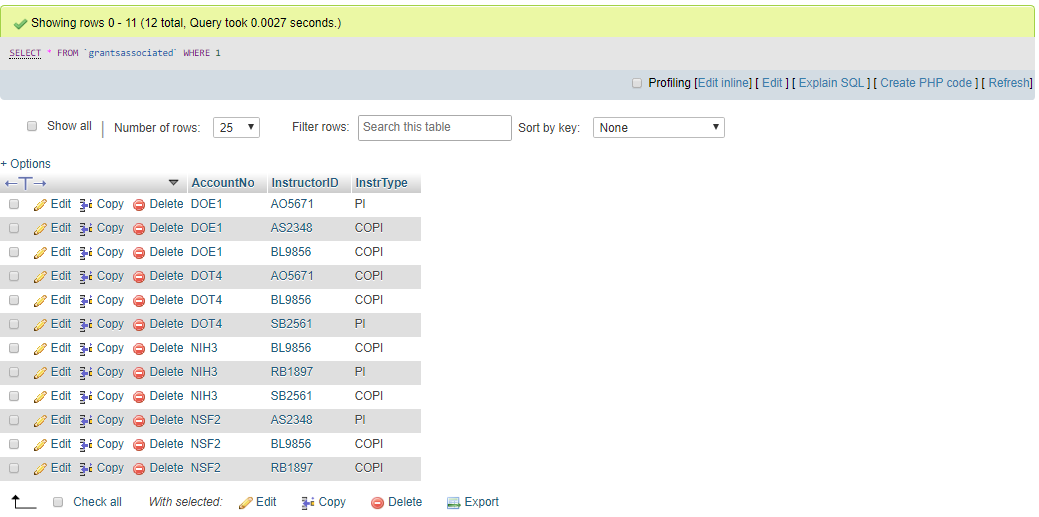 Showing rows 0 - 11 (12 total, Query took 0.0027 seconds.)
SELECT * FROM `grantsassociated` WHERE 1
Profiling [Edit inline] [ Edit ] [ Explain SQL ] [ Create PHP code ] [ Refresh]
Show all | Number of rows: 25 Filter rows: Search this table Sort by key: None
+ Options
←T→ AccountNo InstructorID InstrType
Edit Copy Delete DOE1 AO5671 PI
Edit Copy Delete DOE1 AS2348 COPI
Edit Copy Delete DOE1 BL9856 COPI
Edit Copy Delete DOT4 AO5671 COPI
Edit Copy Delete DOT4 BL9856 COPI
Edit Copy Delete DOT4 SB2561 PI
Edit Copy Delete NIH3 BL9856 COPI
Edit Copy Delete NIH3 RB1897 PI
Edit Copy Delete NIH3 SB2561 COPI
Edit Copy Delete NSF2 AS2348 PI
Edit Copy Delete NSF2 BL9856 COPI
Edit Copy Delete NSF2 RB1897 COPI
Check all With selected: Edit Copy Delete Export